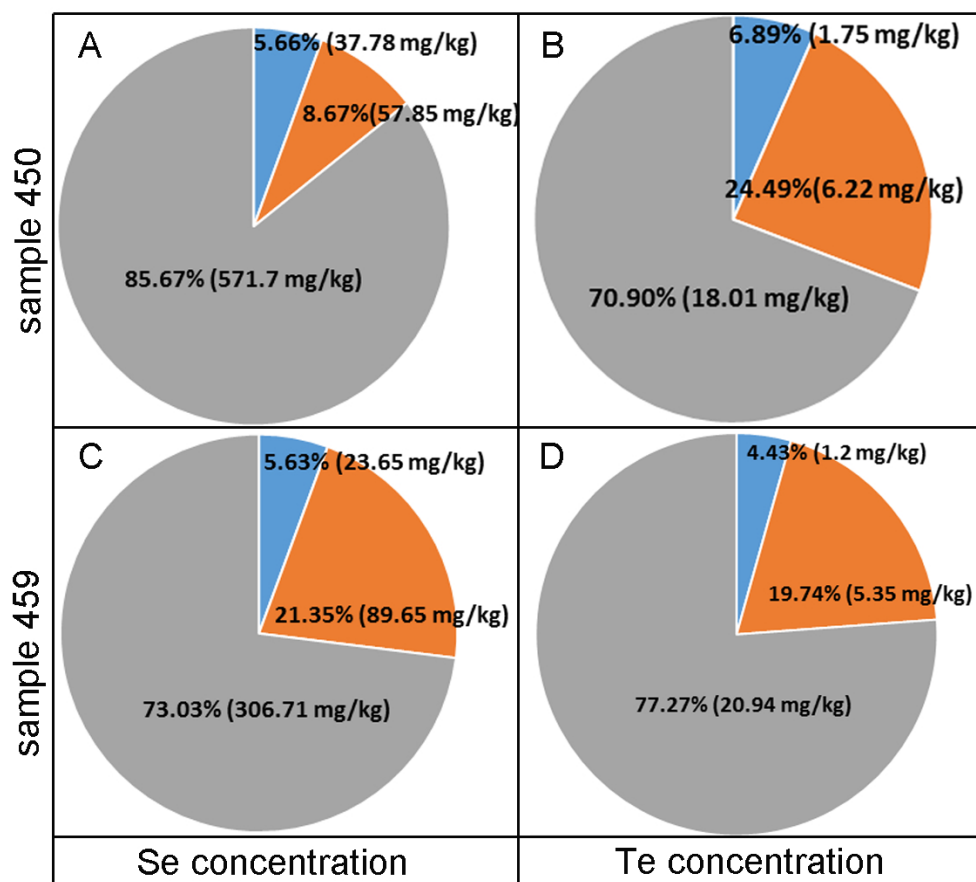 A
5.66% (37.78 mg/kg)
8.67%(57.85 mg/kg)
85.67% (571.7 mg/kg)
B
6.89% (1.75 mg/kg)
24.49%(6.22 mg/kg)
70.90% (18.01 mg/kg)
sample 450
C
5.63% (23.65 mg/kg)
21.35% (89.65 mg/kg)
73.03% (306.71 mg/kg)
D
4.43% (1.2 mg/kg)
19.74% (5.35 mg/kg)
77.27% (20.94 mg/kg)
sample 459
Se concentration
Te concentration